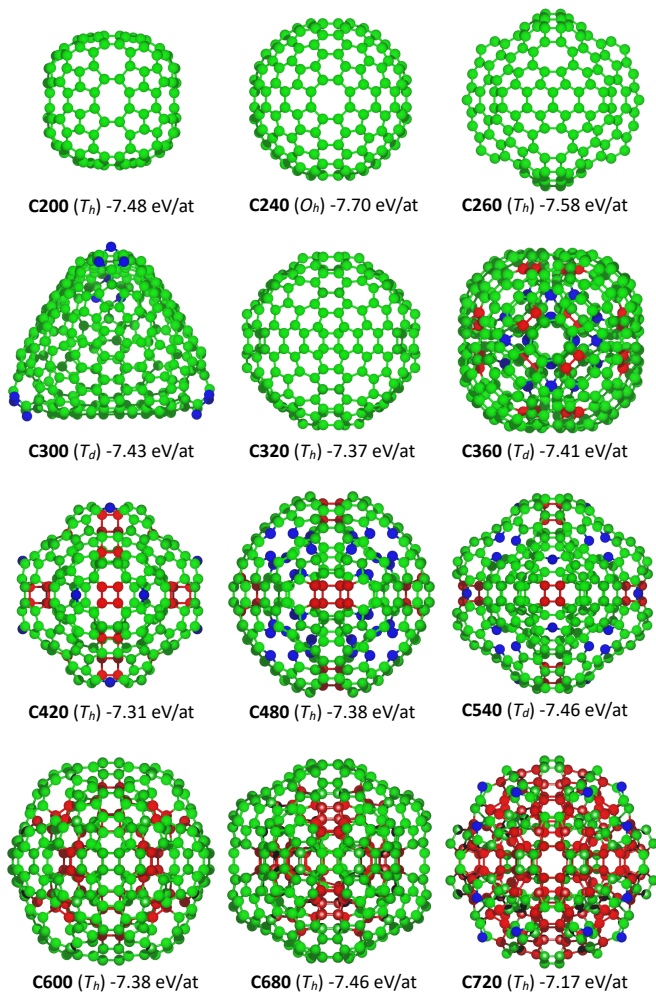 C200 (Th) -7.48 eV/at
C240 (Oh) -7.70 eV/at
C260 (Th) -7.58 eV/at
C300 (Td) -7.43 eV/at
C320 (Th) -7.37 eV/at
C360 (Td) -7.41 eV/at
C420 (Th) -7.31 eV/at
C480 (Th) -7.38 eV/at
C540 (Td) -7.46 eV/at
C600 (Th) -7.38 eV/at
C680 (Th) -7.46 eV/at
C720 (Th) -7.17 eV/at